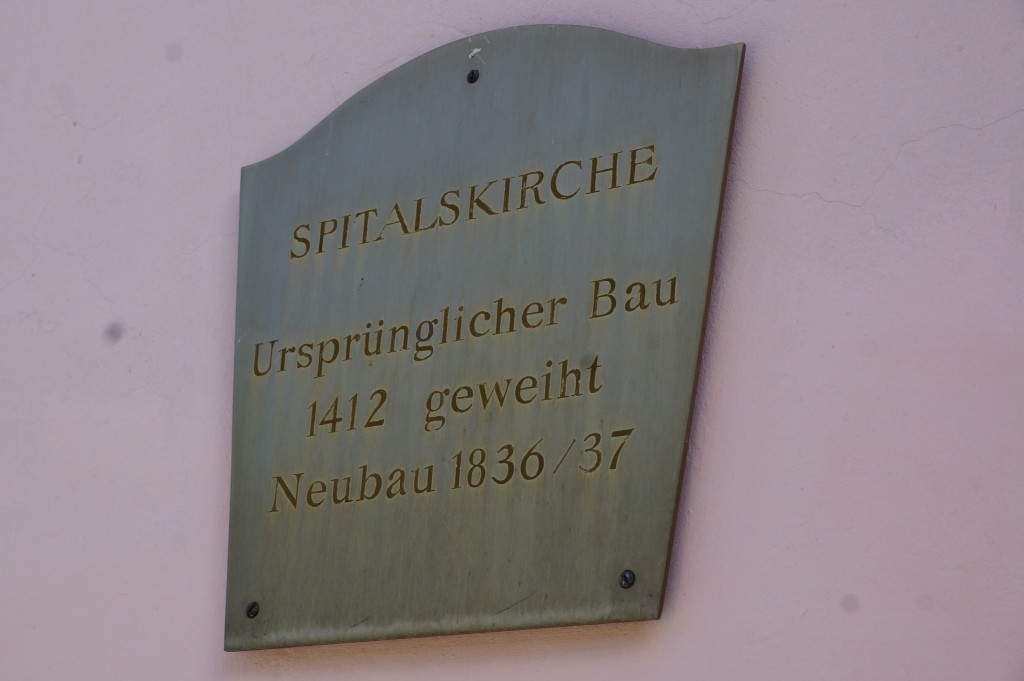 SPITALSKIRCHE
Ursprünglicher Bau
1412 geweiht
Neubau 1836/37